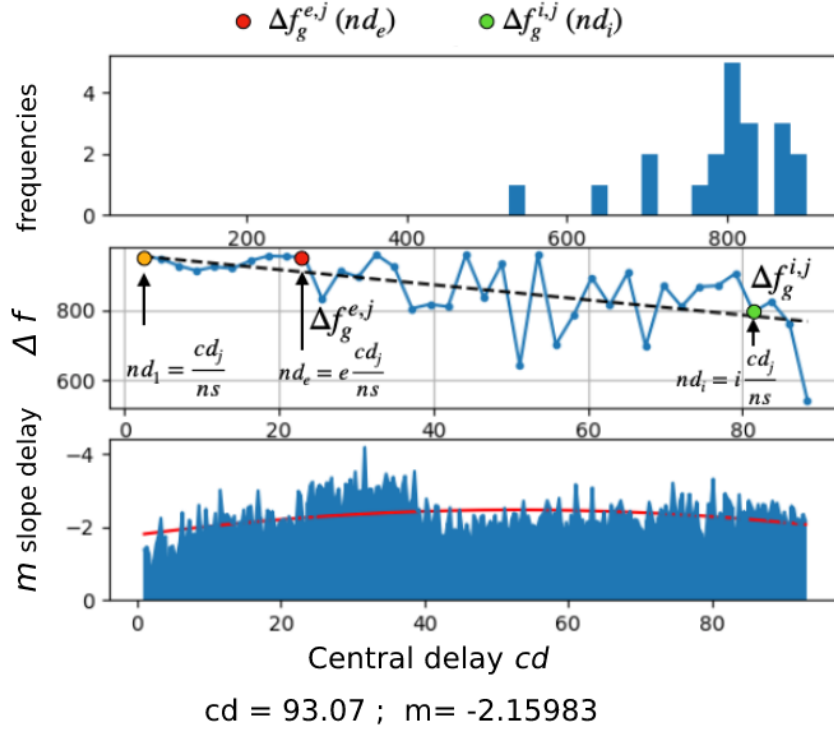 Δf_g^{e,j} (nd_e) Δf_g^{i,j} (nd_i)
frequencies
4
2
0
200 400 600 800
Δ f
800
600
Δf_g^{e,j}
Δf_g^{i,j}
nd_1 = cd_j/ns
nd_e = e cd_j/ns
nd_i = i cd_j/ns
0 20 40 60 80
m slope delay
−4
−2
0
0 20 40 60 80
Central delay cd
cd = 93.07 ; m= -2.15983